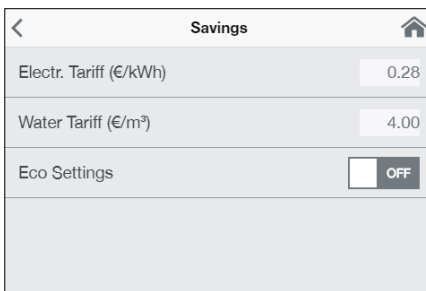 Savings
Electr. Tariff (€/kWh) 0.28
Water Tariff (€/m³) 4.00
Eco Settings OFF